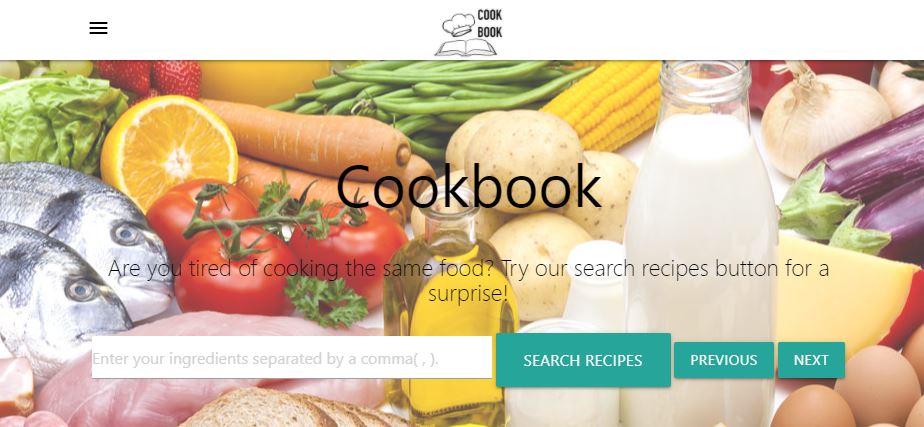 COOK
BOOK
Cookbook
Are you tired of cooking the same food? Try our search recipes button for a
surprise!
Enter your ingredients separated by a comma( , ).
SEARCH RECIPES
PREVIOUS
NEXT